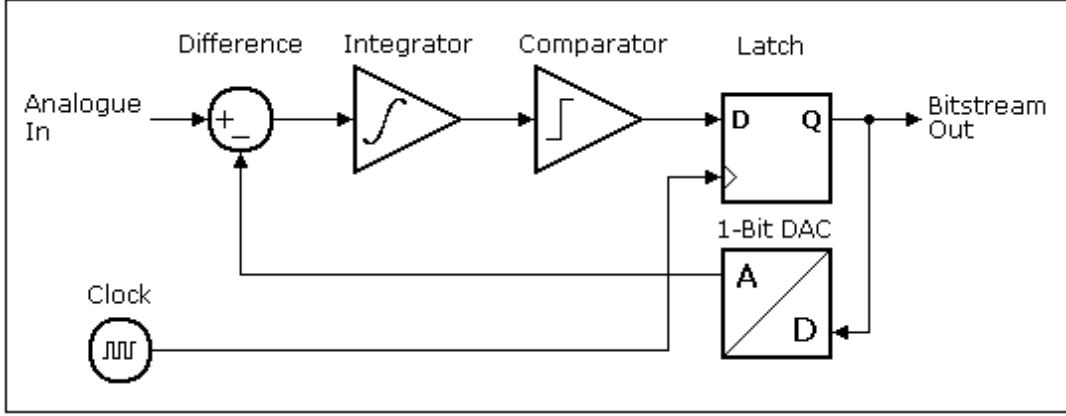 Difference
Integrator
Comparator
Latch
Analogue
In
+
−
D
Q
Bitstream
Out
1-Bit DAC
A
D
Clock